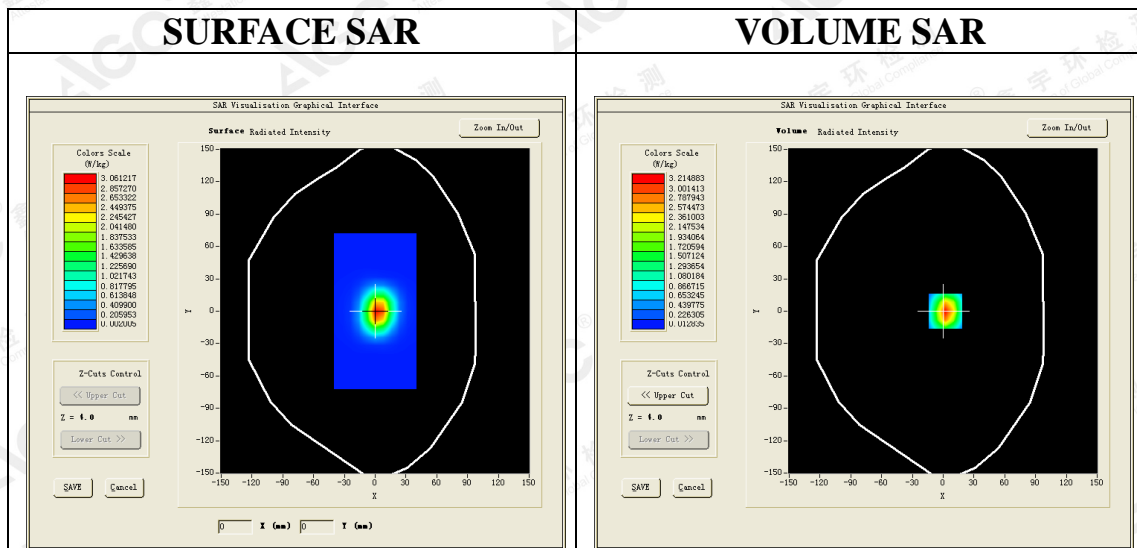 SURFACE SAR
SAR Visualisation Graphical Interface
Surface Radiated Intensity
Zoom In/Out
Colors Scale
(W/kg)
3.061217
2.857270
2.653322
2.449375
2.245427
2.041480
1.837533
1.633585
1.429638
1.225690
1.021743
0.817795
0.613848
0.409900
0.205953
0.002005
150
120
90
60
30
0
-30
-60
-90
-120
-150
Y
-150 -120 -90 -60 -30 0 30 60 90 120 150
X
Z-Cuts Control
<< Upper Cut
Z = 4.0 mm
Lower Cut >>
SAVE Cancel
0 X (mm) 0 Y (mm)
VOLUME SAR
SAR Visualisation Graphical Interface
Volume Radiated Intensity
Zoom In/Out
Colors Scale
(W/kg)
3.214883
3.001413
2.787943
2.574473
2.361003
2.147534
1.934064
1.720594
1.507124
1.293654
1.080184
0.866715
0.653245
0.439775
0.226305
0.012835
150
120
90
60
30
0
-30
-60
-90
-120
-150
Y
-150 -120 -90 -60 -30 0 30 60 90 120 150
X
Z-Cuts Control
<< Upper Cut
Z = 4.0 mm
Lower Cut >>
SAVE Cancel